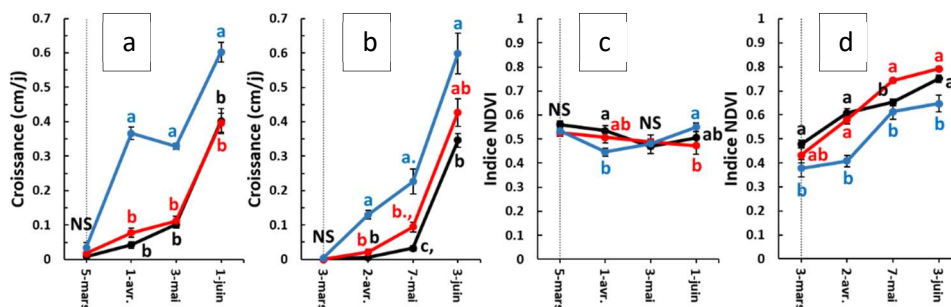 a
Croissance (cm/j)
0.7
0.6
0.5
0.4
0.3
0.2
0.1
0
NS
a
a
a
b
b
b
b
b
b
5-mars
1-avr.
3-mai
1-juin
b
Croissance (cm/j)
0.7
0.6
0.5
0.4
0.3
0.2
0.1
0
NS
a
a.
a
ab
b
b b
b.,
c,
3-mars
2-avr.
7-mai
3-juin
c
Indice NDVI
1
0.9
0.8
0.7
0.6
0.5
0.4
0.3
0.2
0.1
0
NS
a
ab
b
NS
a
ab
b
5-mars
1-avr.
3-mai
1-juin
d
Indice NDVI
1
0.9
0.8
0.7
0.6
0.5
0.4
0.3
0.2
0.1
0
a
ab
b
a
a
b
a
b
b
a
a
b
3-mars
2-avr.
7-mai
3-juin